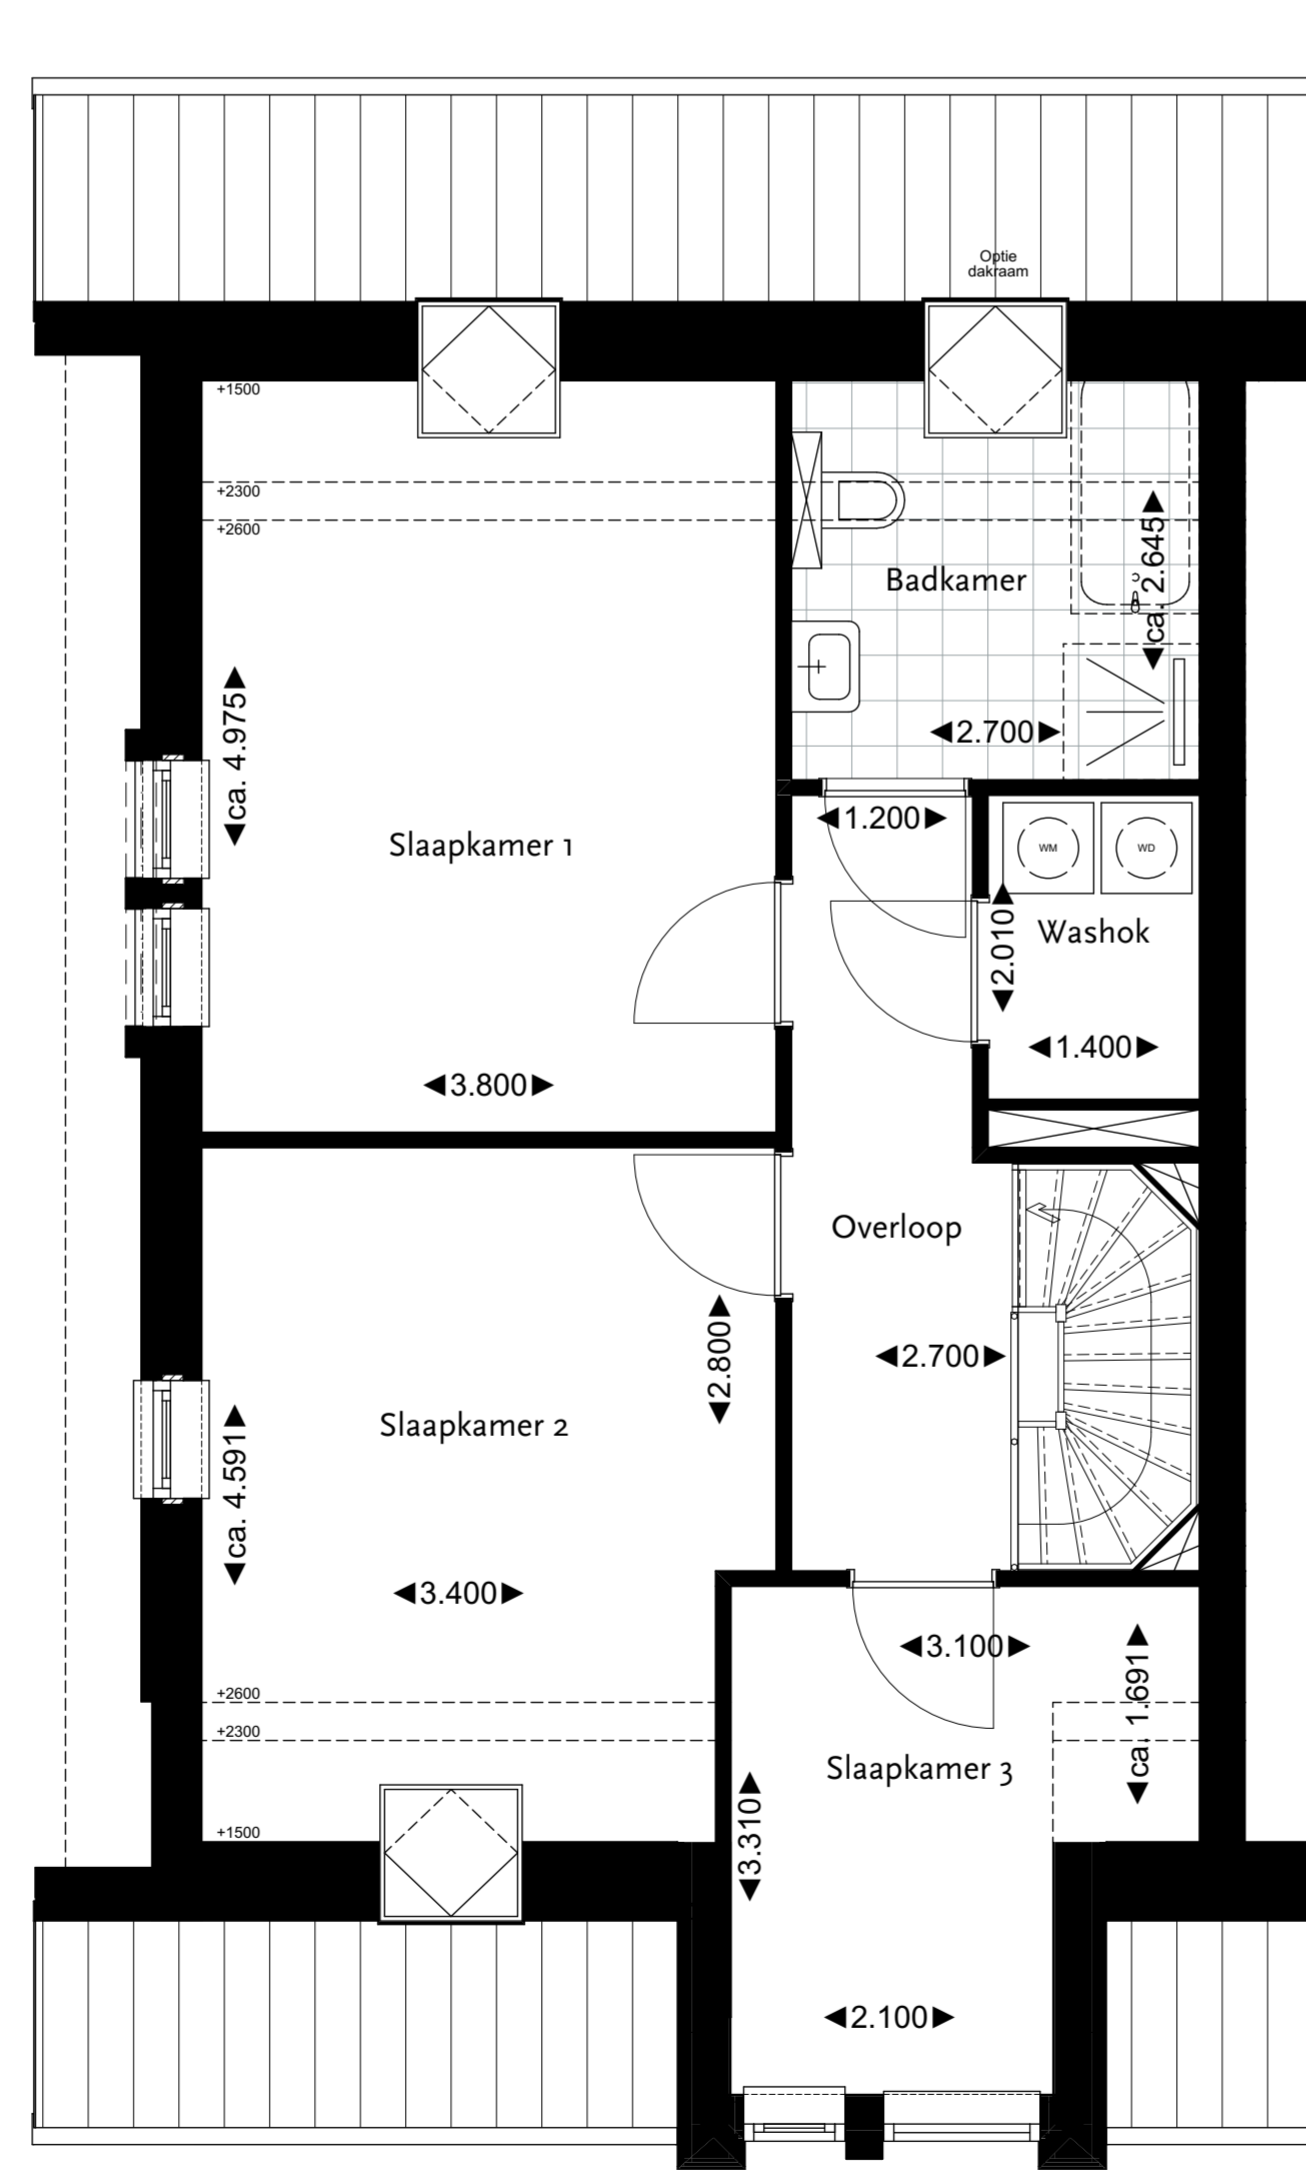 Optie
dakraam
+1500
+2300
+2600
Badkamer
ca. 2.645
2.700
ca. 4.975
Slaapkamer 1
1.200
WM
WD
2.010
Washok
1.400
3.800
Overloop
2.700
2.800
Slaapkamer 2
ca. 4.591
3.400
3.100
ca. 1.691
+2600
+2300
Slaapkamer 3
3.310
+1500
2.100